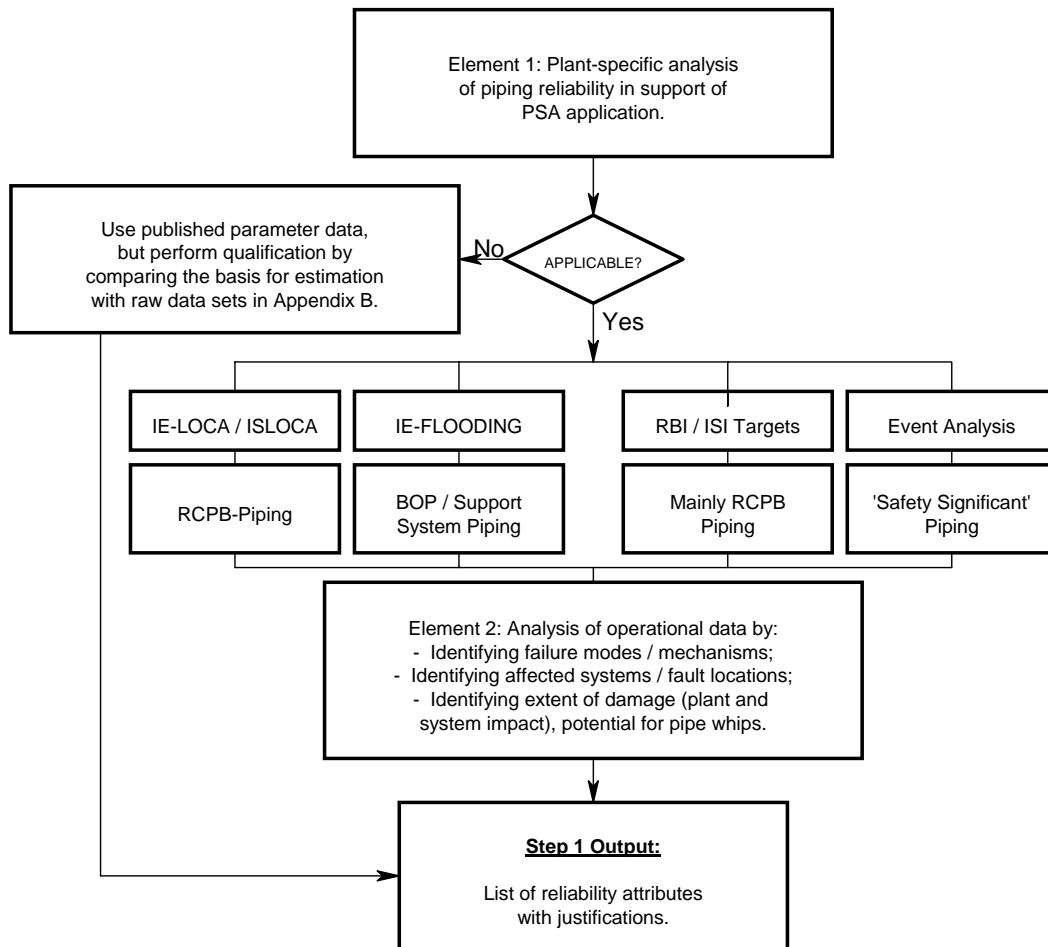 Element 1: Plant-specific analysis
of piping reliability in support of
PSA application.
Use published parameter data,
but perform qualification by
comparing the basis for estimation
with raw data sets in Appendix B.
No
APPLICABLE?
Yes
IE-LOCA / ISLOCA
IE-FLOODING
RBI / ISI Targets
Event Analysis
RCPB-Piping
BOP / Support
System Piping
Mainly RCPB
Piping
'Safety Significant'
Piping
Element 2: Analysis of operational data by:
- Identifying failure modes / mechanisms;
- Identifying affected systems / fault locations;
- Identifying extent of damage (plant and
system impact), potential for pipe whips.
Step 1 Output:
List of reliability attributes
with justifications.